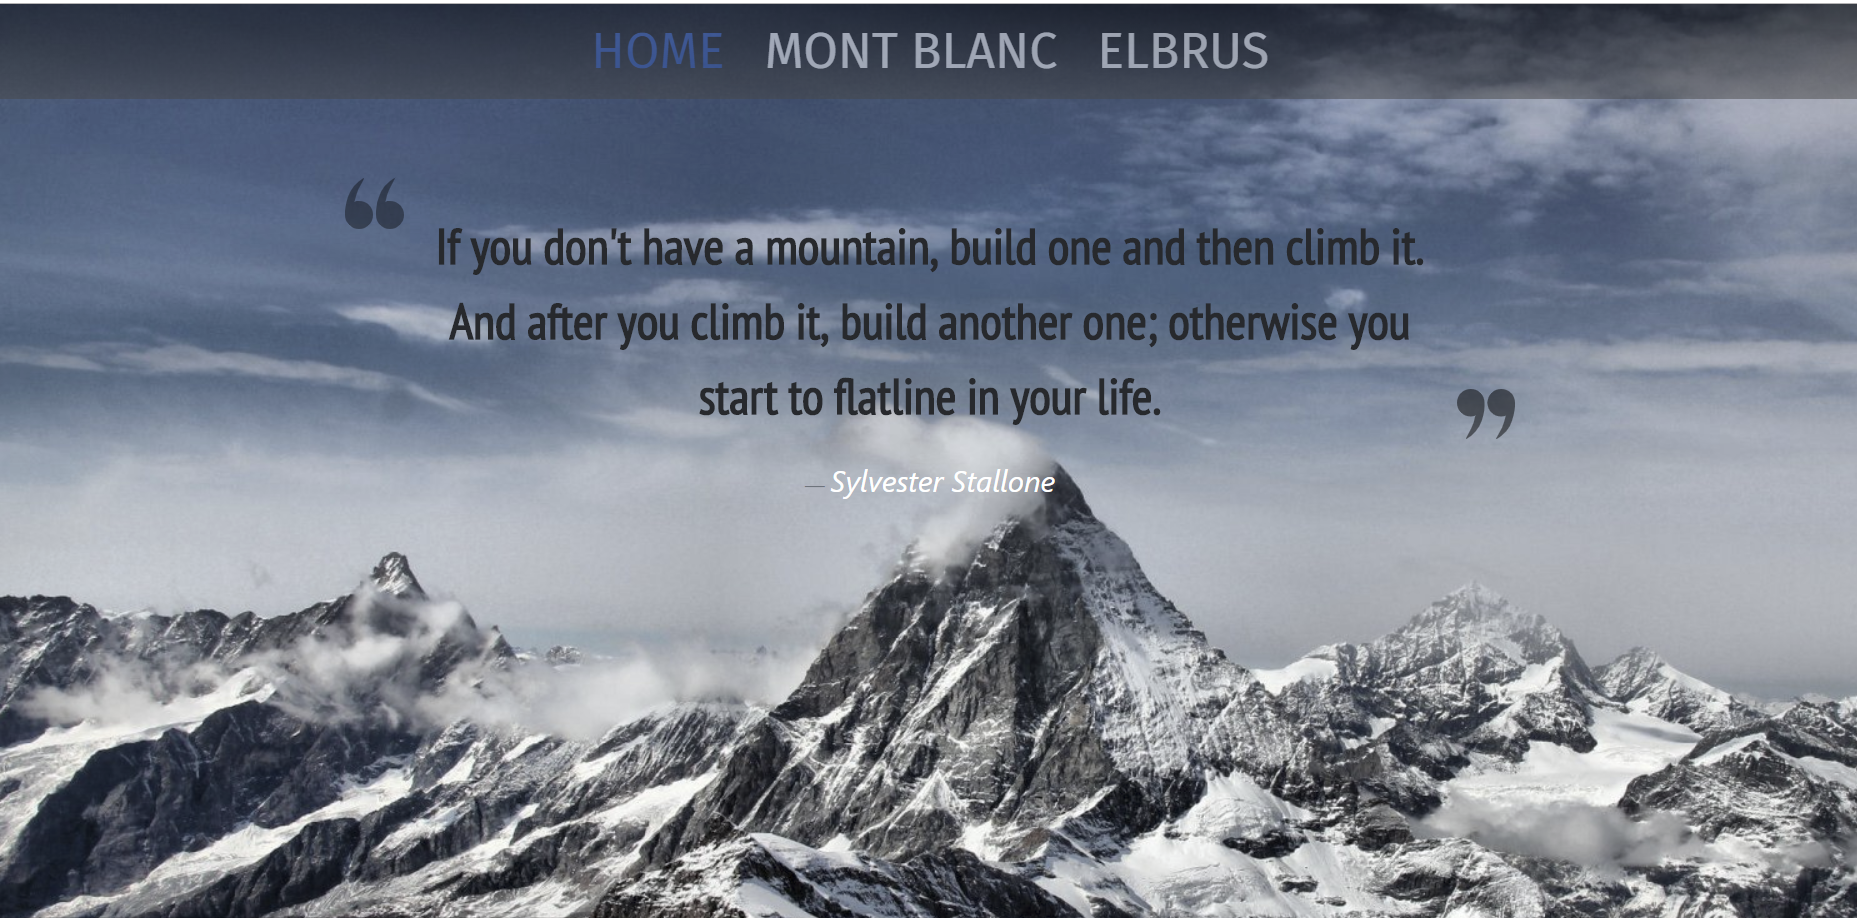 HOME MONT BLANC ELBRUS
“
If you don't have a mountain, build one and then climb it.
And after you climb it, build another one; otherwise you
start to flatline in your life.
”
— Sylvester Stallone